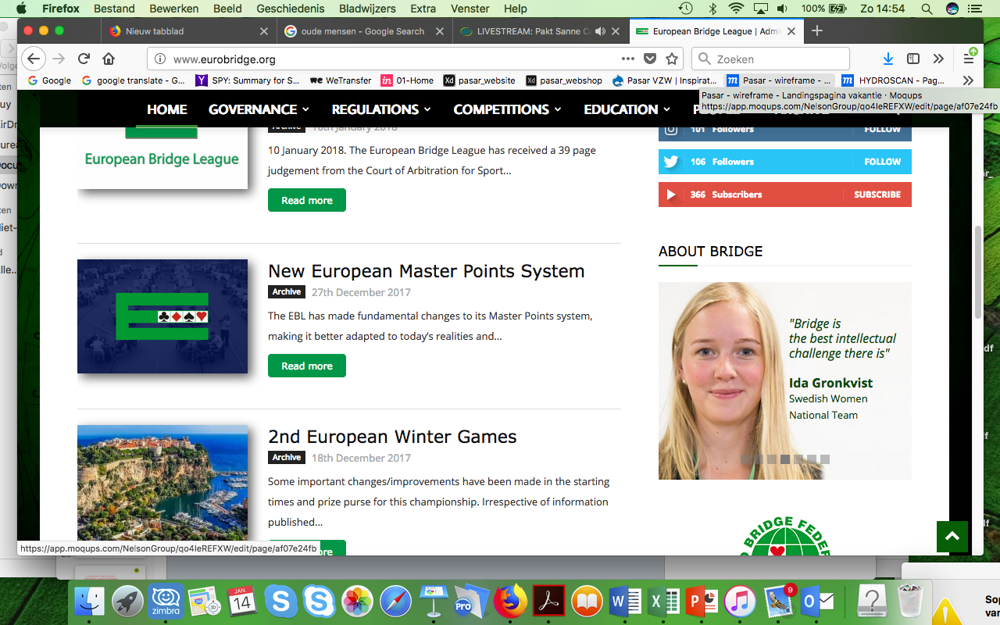 Firefox Bestand Bewerken Beeld Geschiedenis Bladwijzers Extra Venster Help 100% Zo 14:54
Nieuw tabblad
oude mensen - Google Search
LIVESTREAM: Pakt Sanne C
European Bridge League | Admi
www.eurobridge.org
Zoeken
Google
google translate - G...
SPY: Summary for S...
WeTransfer
01-Home
pasar_website
pasar_webshop
Pasar VZW | Inspirat...
Pasar - wireframe - ...
HYDROSCAN - Pag...
Pasar - wireframe - Landingspagina vakantie · Moqups
https://app.moqups.com/NelsonGroup/qo4IeREFXW/edit/page/af07e24fb
HOME GOVERNANCE REGULATIONS COMPETITIONS EDUCATION
Archive 10th January 2018
European Bridge League
10 January 2018. The European Bridge League has received a 39 page
judgement from the Court of Arbitration for Sport...
Read more
New European Master Points System
Archive 27th December 2017
The EBL has made fundamental changes to its Master Points system,
making it better adapted to today's realities and...
Read more
2nd European Winter Games
Archive 18th December 2017
Some important changes/improvements have been made in the starting
times and prize purse for this championship. Irrespective of information
published...
ore
101 Followers FOLLOW
106 Followers FOLLOW
366 Subscribers SUBSCRIBE
ABOUT BRIDGE
"Bridge is
the best intellectual
challenge there is"
Ida Gronkvist
Swedish Women
National Team
BRIDGE FEDER
https://app.moqups.com/NelsonGroup/qo4IeREFXW/edit/page/af07e24fb
zimbra
3D
JAN
14
PRO
9
Sop
van